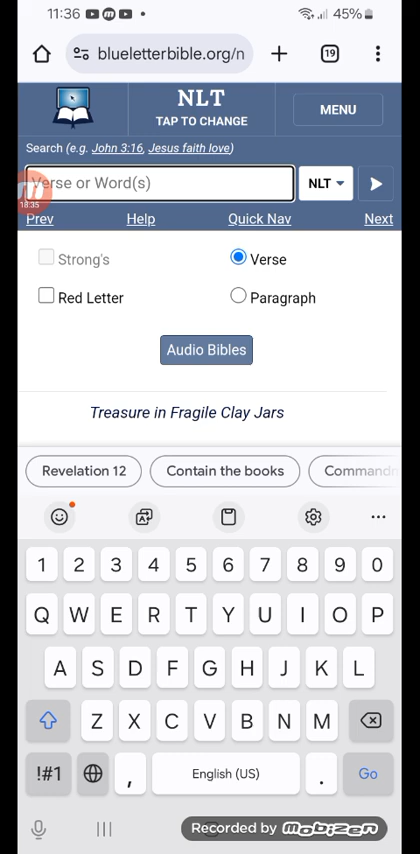 11:36 45%
blueletterbible.org/n 19
NLT
TAP TO CHANGE
MENU
Search (e.g. John 3:16, Jesus faith love)
Verse or Word(s) NLT
18:35
Prev Help Quick Nav Next
Strong's Verse
Red Letter Paragraph
Audio Bibles
Treasure in Fragile Clay Jars
Revelation 12 Contain the books Command
1 2 3 4 5 6 7 8 9 0
Q W E R T Y U I O P
A S D F G H J K L
Z X C V B N M
!#1 , English (US) . Go
Recorded by mobizen